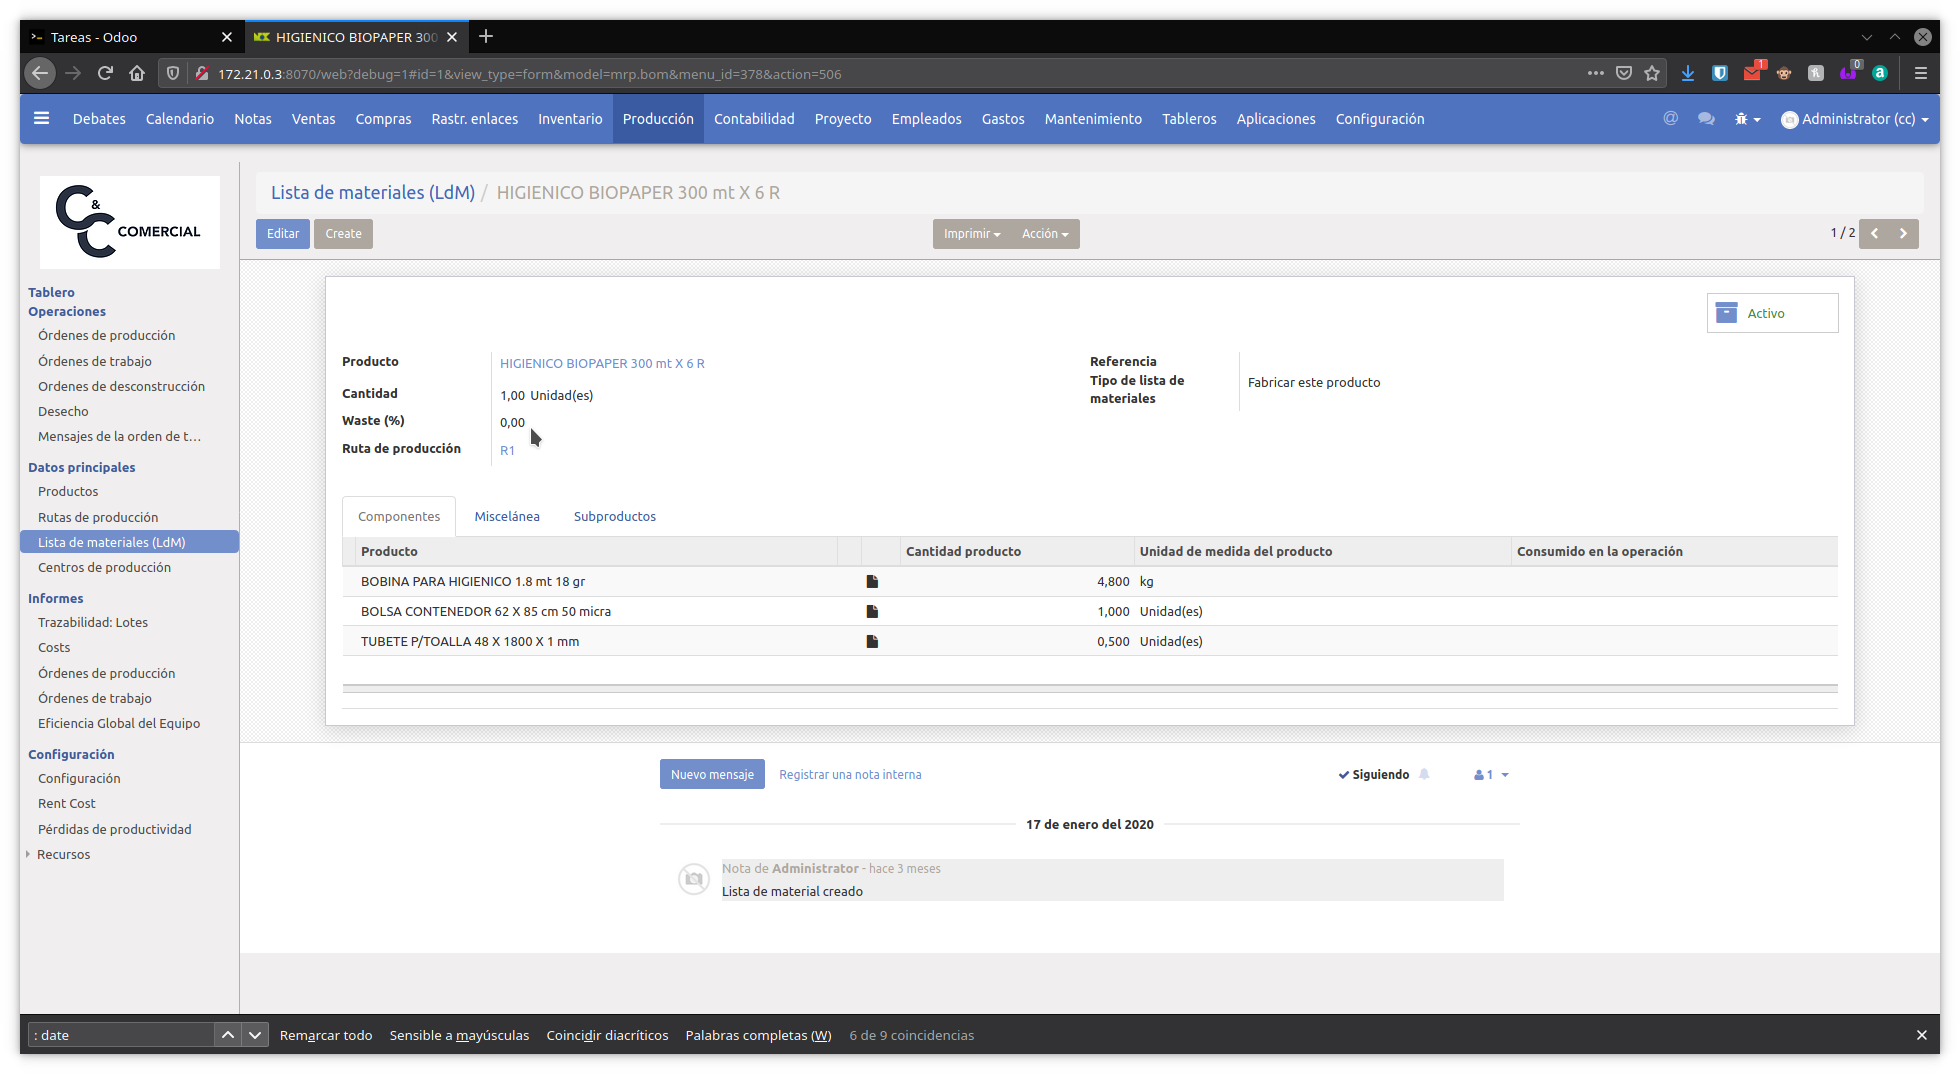 Tareas - Odoo
HIGIENICO BIOPAPER 300
172.21.0.3:8070/web?debug=1#id=1&view_type=form&model=mrp.bom&menu_id=378&action=506
1
0
Debates Calendario Notas Ventas Compras Rastr. enlaces Inventario Producción Contabilidad Proyecto Empleados Gastos Mantenimiento Tableros Aplicaciones Configuración
@ Administrator (cc)
C & C COMERCIAL
Lista de materiales (LdM) / HIGIENICO BIOPAPER 300 mt X 6 R
Editar Create Imprimir Acción 1 / 2
Tablero
Operaciones
Órdenes de producción
Órdenes de trabajo
Ordenes de desconstrucción
Desecho
Mensajes de la orden de t...
Datos principales
Productos
Rutas de producción
Lista de materiales (LdM)
Centros de producción
Informes
Trazabilidad: Lotes
Costs
Órdenes de producción
Órdenes de trabajo
Eficiencia Global del Equipo
Configuración
Configuración
Rent Cost
Pérdidas de productividad
Recursos
Activo
Producto HIGIENICO BIOPAPER 300 mt X 6 R
Cantidad 1,00 Unidad(es)
Waste (%) 0,00
Ruta de producción R1
Referencia
Tipo de lista de materiales Fabricar este producto
Componentes Miscelánea Subproductos
Producto Cantidad producto Unidad de medida del producto Consumido en la operación
BOBINA PARA HIGIENICO 1.8 mt 18 gr 4,800 kg
BOLSA CONTENEDOR 62 X 85 cm 50 micra 1,000 Unidad(es)
TUBETE P/TOALLA 48 X 1800 X 1 mm 0,500 Unidad(es)
Nuevo mensaje Registrar una nota interna Siguiendo 1
17 de enero del 2020
Nota de Administrator - hace 3 meses
Lista de material creado
: date Remarcar todo Sensible a mayúsculas Coincidir diacríticos Palabras completas (W) 6 de 9 coincidencias